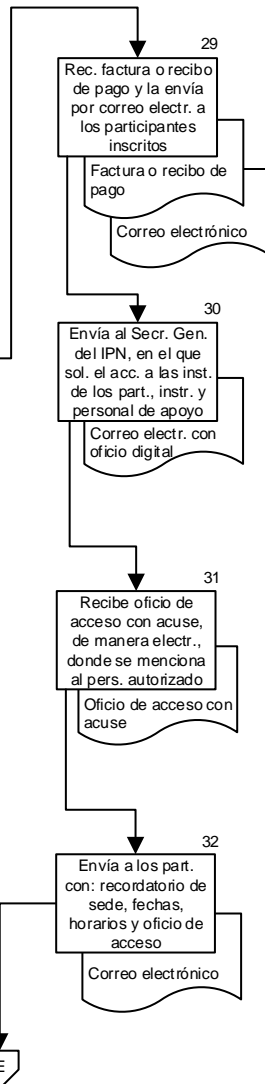 29
Rec. factura o recibo
de pago y la envía
por correo electr. a
los participantes
inscritos
Factura o recibo de
pago
Correo electrónico
30
Envía al Secr. Gen.
del IPN, en el que
sol. el acc. a las inst.
de los part., instr. y
personal de apoyo
Correo electr. con
oficio digital
31
Recibe oficio de
acceso con acuse,
de manera electr.,
donde se menciona
al pers. autorizado
Oficio de acceso con
acuse
32
Envía a los part.
con: recordatorio de
sede, fechas,
horarios y oficio de
acceso
Correo electrónico
E